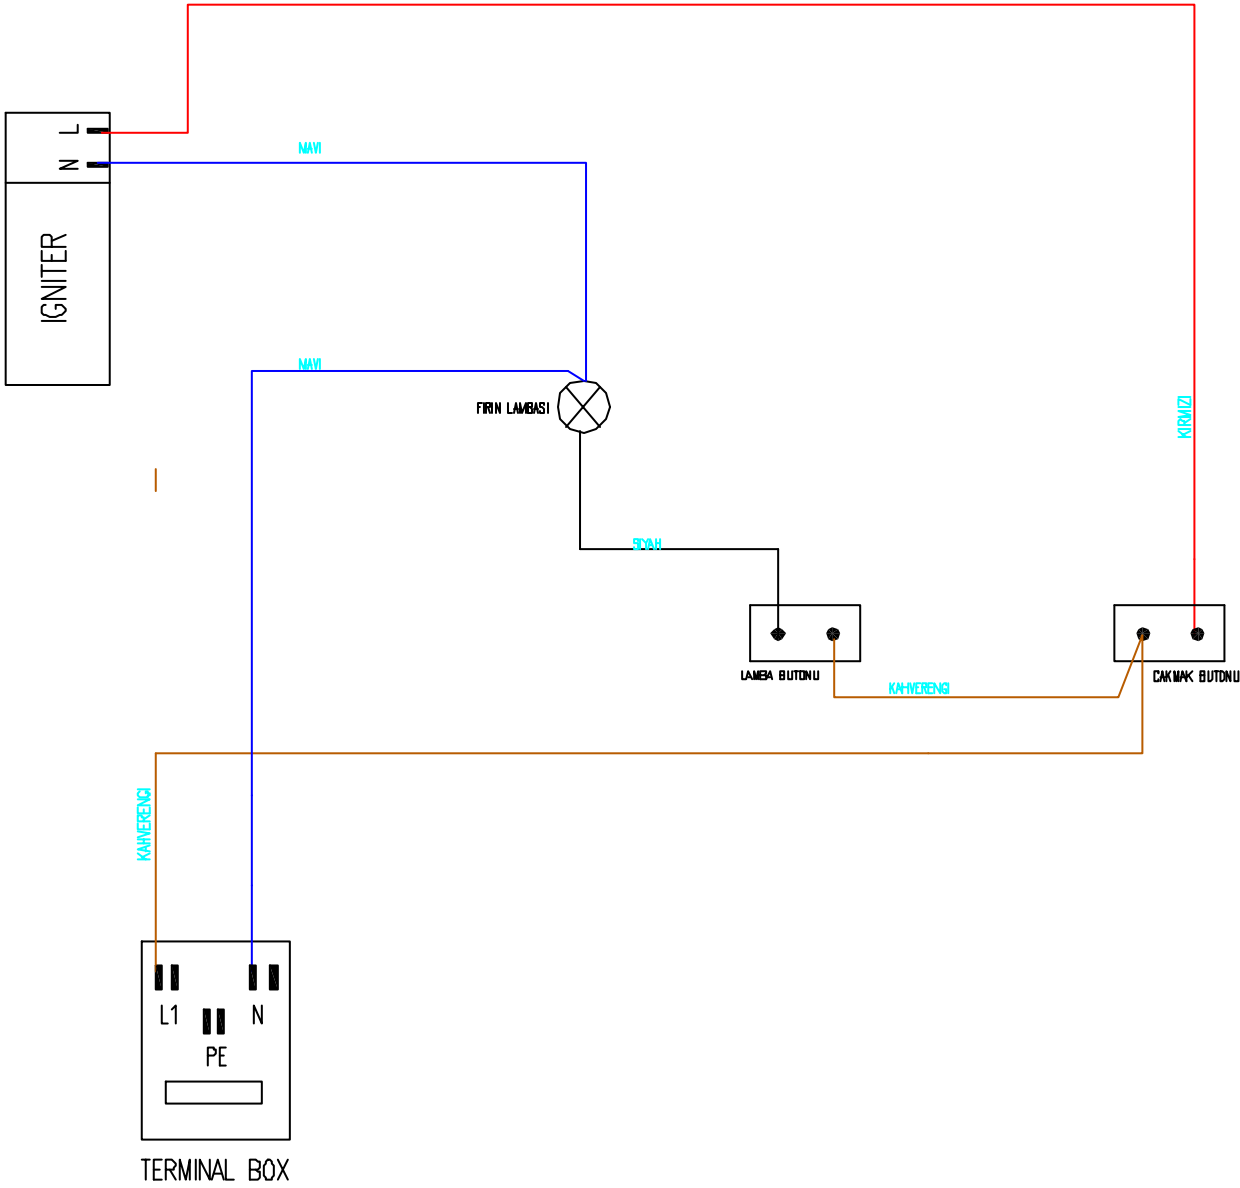 L
MAVI
N
IGNITER
MAVI
FIRIN LAMBASI
KIRMIZI
SIYAH
LAMBA BUTONU
CAKMAK BUTONU
KAHVERENGI
KAHVERENGI
L1
N
PE
TERMINAL BOX